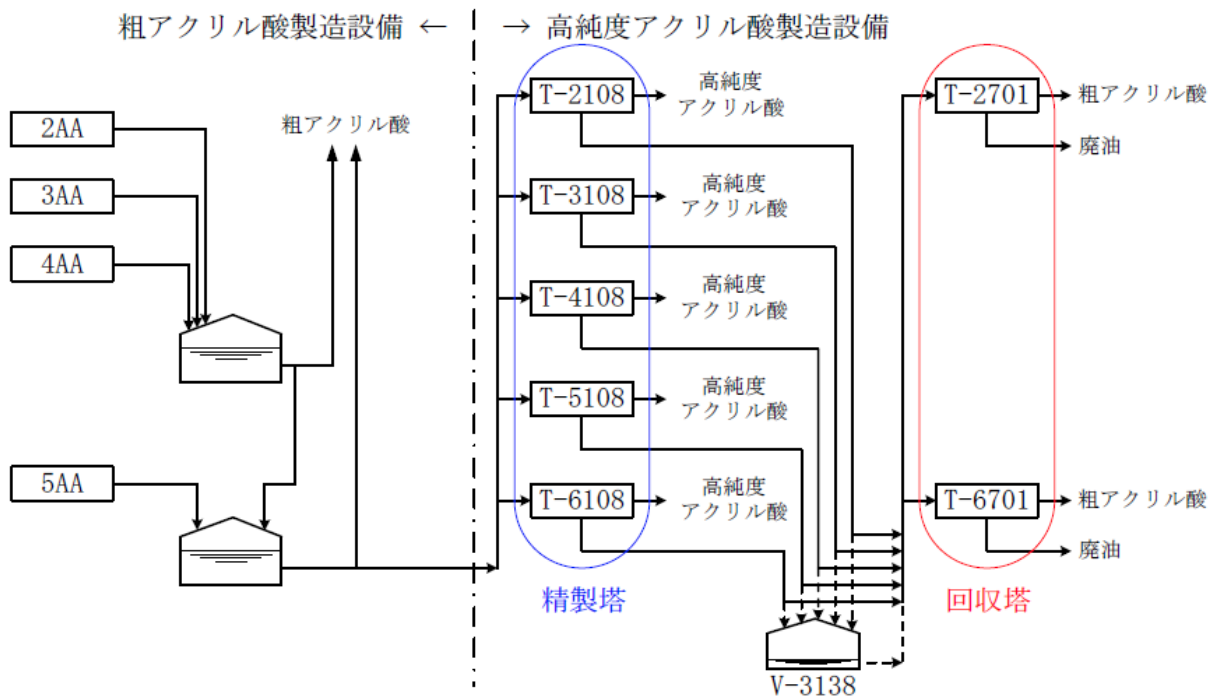 粗アクリル酸製造設備 ←
→ 高純度アクリル酸製造設備
2AA
3AA
4AA
5AA
粗アクリル酸
T-2108
高純度
アクリル酸
T-3108
高純度
アクリル酸
T-4108
高純度
アクリル酸
T-5108
高純度
アクリル酸
T-6108
高純度
アクリル酸
精製塔
V-3138
T-2701
粗アクリル酸
廃油
T-6701
粗アクリル酸
廃油
回収塔